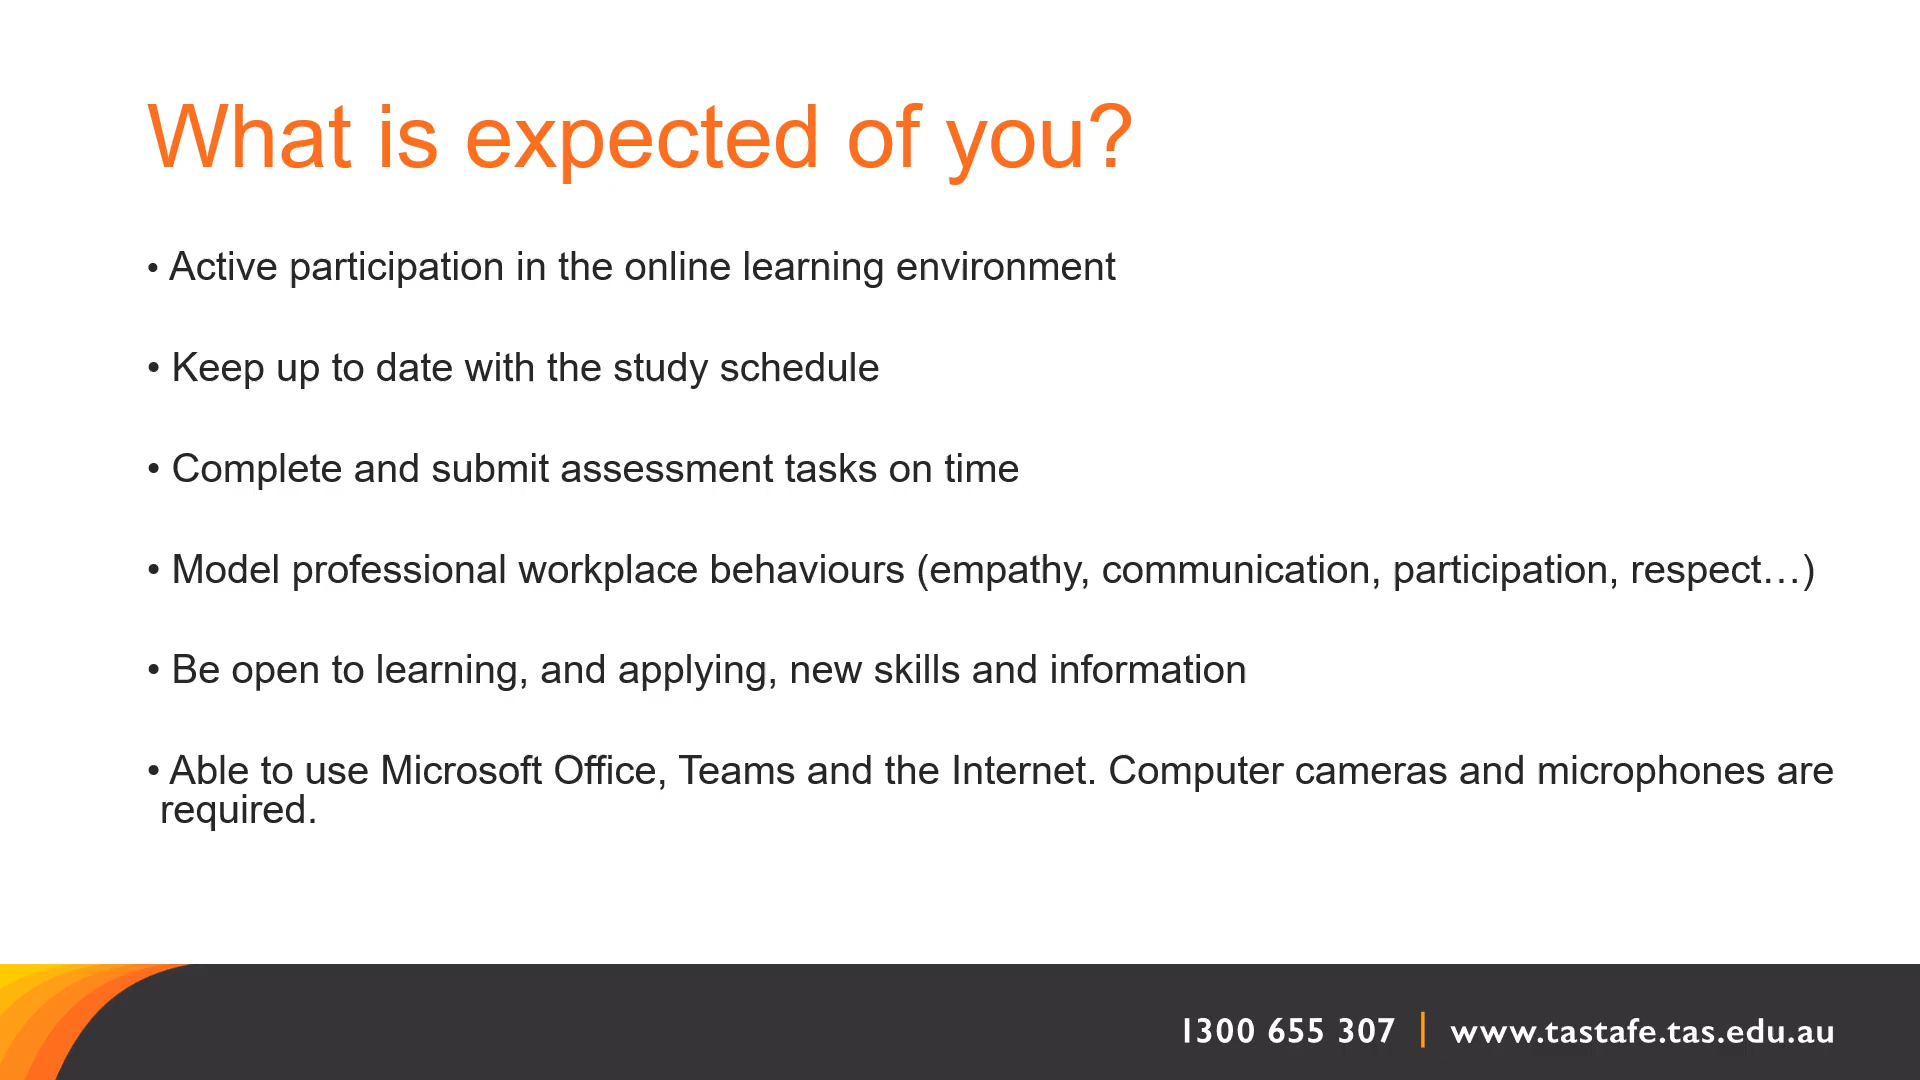 What is expected of you?
• Active participation in the online learning environment
• Keep up to date with the study schedule
• Complete and submit assessment tasks on time
• Model professional workplace behaviours (empathy, communication, participation, respect…)
• Be open to learning, and applying, new skills and information
• Able to use Microsoft Office, Teams and the Internet. Computer cameras and microphones are
required.
1300 655 307 | www.tastafe.tas.edu.au